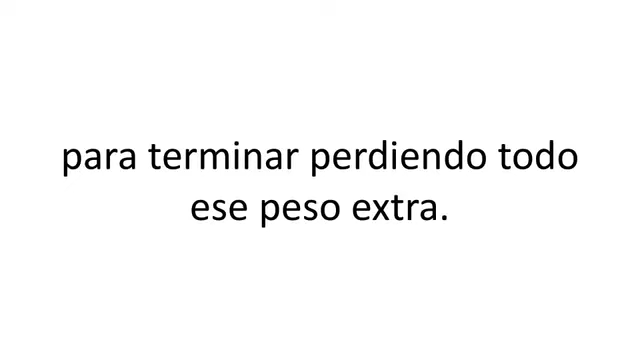 para terminar perdiendo todo
ese peso extra.